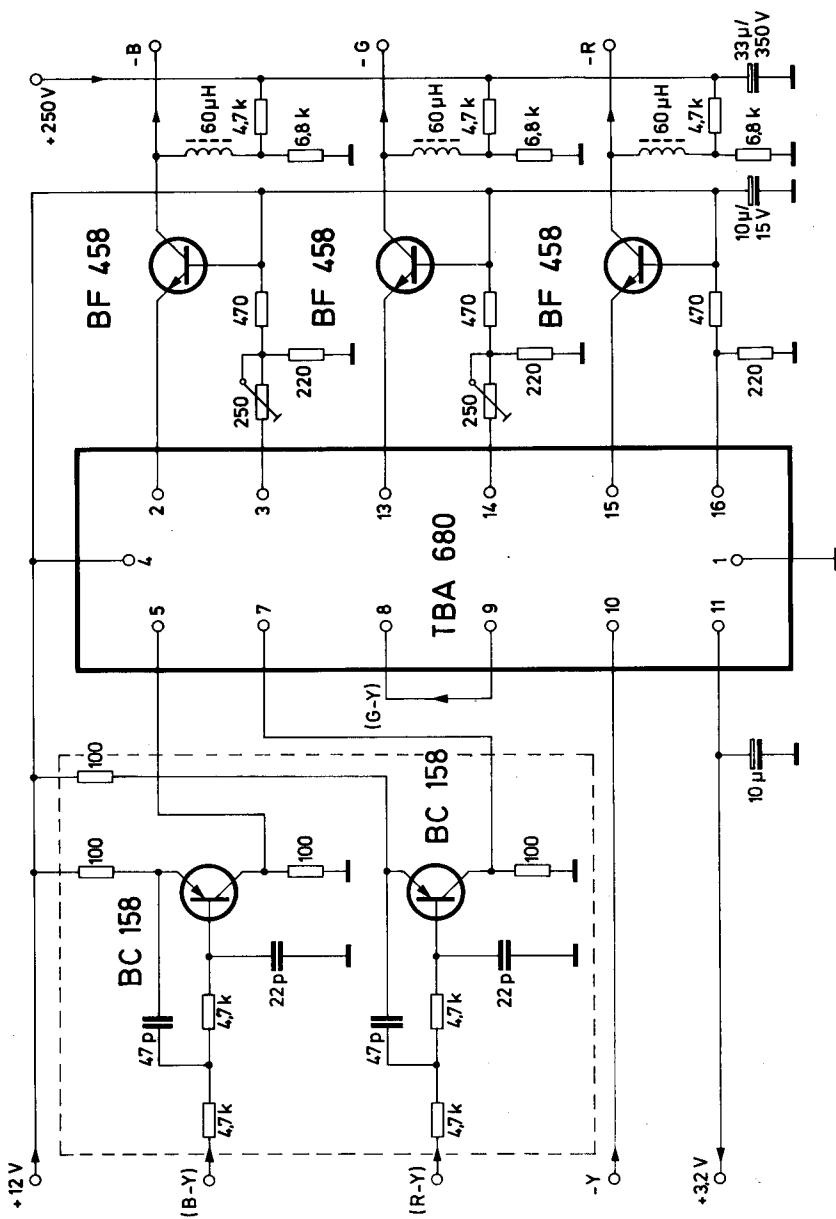 +250 V
+12 V
-B
-G
-R
100
100
BC 158
47p
4,7k
4,7k
(B-Y)
22p
100
5
4
2
7
3
BF 458
60µH
4,7k
470
6,8k
250
220
BC 158
47p
4,7k
4,7k
(R-Y)
22p
100
(G-Y)
8
9
TBA 680
13
14
BF 458
60µH
4,7k
470
6,8k
250
220
-Y
10
15
BF 458
60µH
4,7k
470
6,8k
220
+3,2 V
11
1
16
10µ
10µ/
15V
33µ/
350V